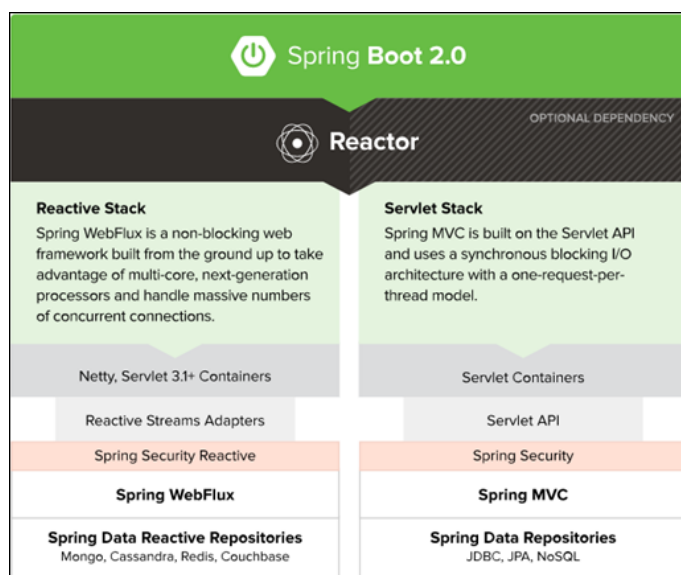 Spring Boot 2.0
OPTIONAL DEPENDENCY
Reactor
Reactive Stack
Spring WebFlux is a non-blocking web
framework built from the ground up to take
advantage of multi-core, next-generation
processors and handle massive numbers
of concurrent connections.
Servlet Stack
Spring MVC is built on the Servlet API
and uses a synchronous blocking I/O
architecture with a one-request-per-
thread model.
Netty, Servlet 3.1+ Containers
Servlet Containers
Reactive Streams Adapters
Servlet API
Spring Security Reactive
Spring Security
Spring WebFlux
Spring MVC
Spring Data Reactive Repositories
Mongo, Cassandra, Redis, Couchbase
Spring Data Repositories
JDBC, JPA, NoSQL